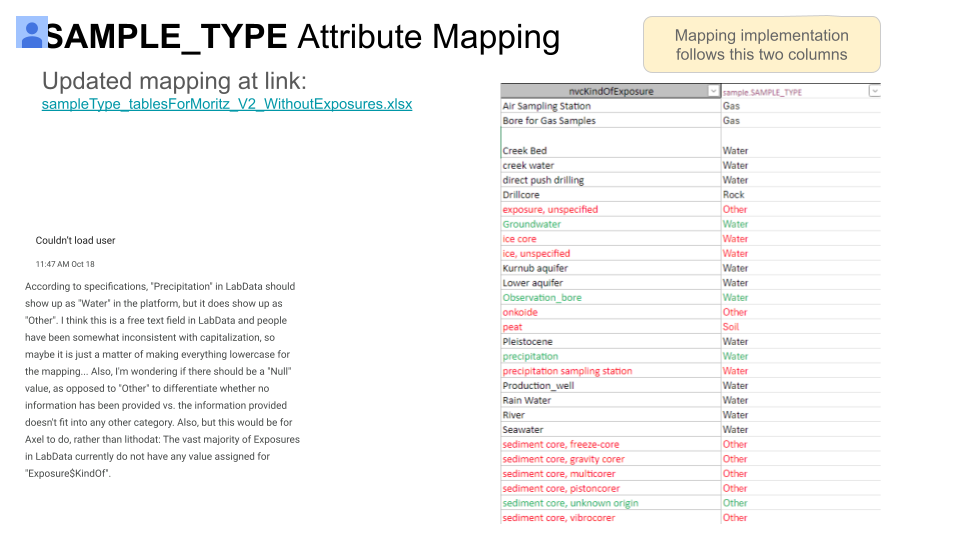 SAMPLE_TYPE Attribute Mapping
Mapping implementation
follows this two columns
Updated mapping at link:
sampleType_tablesForMoritz_V2_WithoutExposures.xlsx
Couldn't load user
11:47 AM Oct 18
According to specifications, "Precipitation" in LabData should
show up as "Water" in the platform, but it does show up as
"Other". I think this is a free text field in LabData and people
have been somewhat inconsistent with capitalization, so
maybe it is just a matter of making everything lowercase for
the mapping... Also, I'm wondering if there should be a "Null"
value, as opposed to "Other" to differentiate whether no
information has been provided vs. the information provided
doesn't fit into any other category. Also, but this would be for
Axel to do, rather than lithodat: The vast majority of Exposures
in LabData currently do not have any value assigned for
"Exposure$KindOf".
nvcKindOfExposure sample.SAMPLE_TYPE
Air Sampling Station Gas
Bore for Gas Samples Gas
Creek Bed Water
creek water Water
direct push drilling Water
Drillcore Rock
exposure, unspecified Other
Groundwater Water
ice core Water
ice, unspecified Water
Kurnub aquifer Water
Lower aquifer Water
Observation_bore Water
onkoide Other
peat Soil
Pleistocene Water
precipitation Water
precipitation sampling station Water
Production_well Water
Rain Water Water
River Water
Seawater Water
sediment core, freeze-core Other
sediment core, gravity corer Other
sediment core, multicorer Other
sediment core, pistoncorer Other
sediment core, unknown origin Other
sediment core, vibrocorer Other